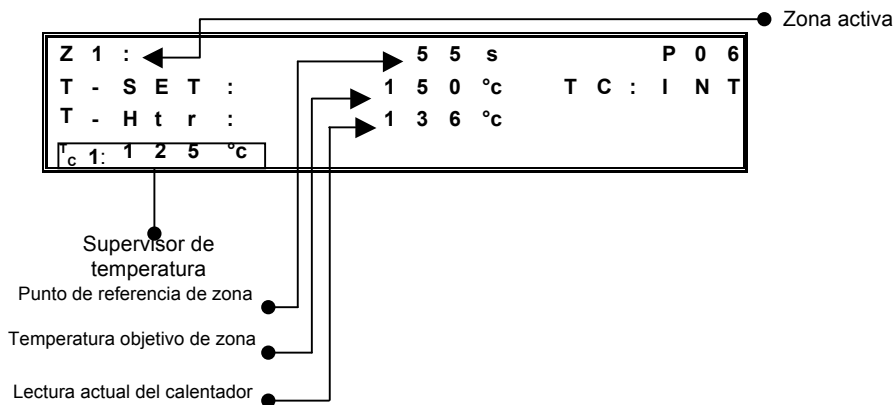 Zona activa
Z 1 : 5 5 s P 0 6
T - S E T : 1 5 0 °c T C : I N T
T - H t r : 1 3 6 °c
Tc 1: 1 2 5 °c
Supervisor de
temperatura
Punto de referencia de zona
Temperatura objetivo de zona
Lectura actual del calentador